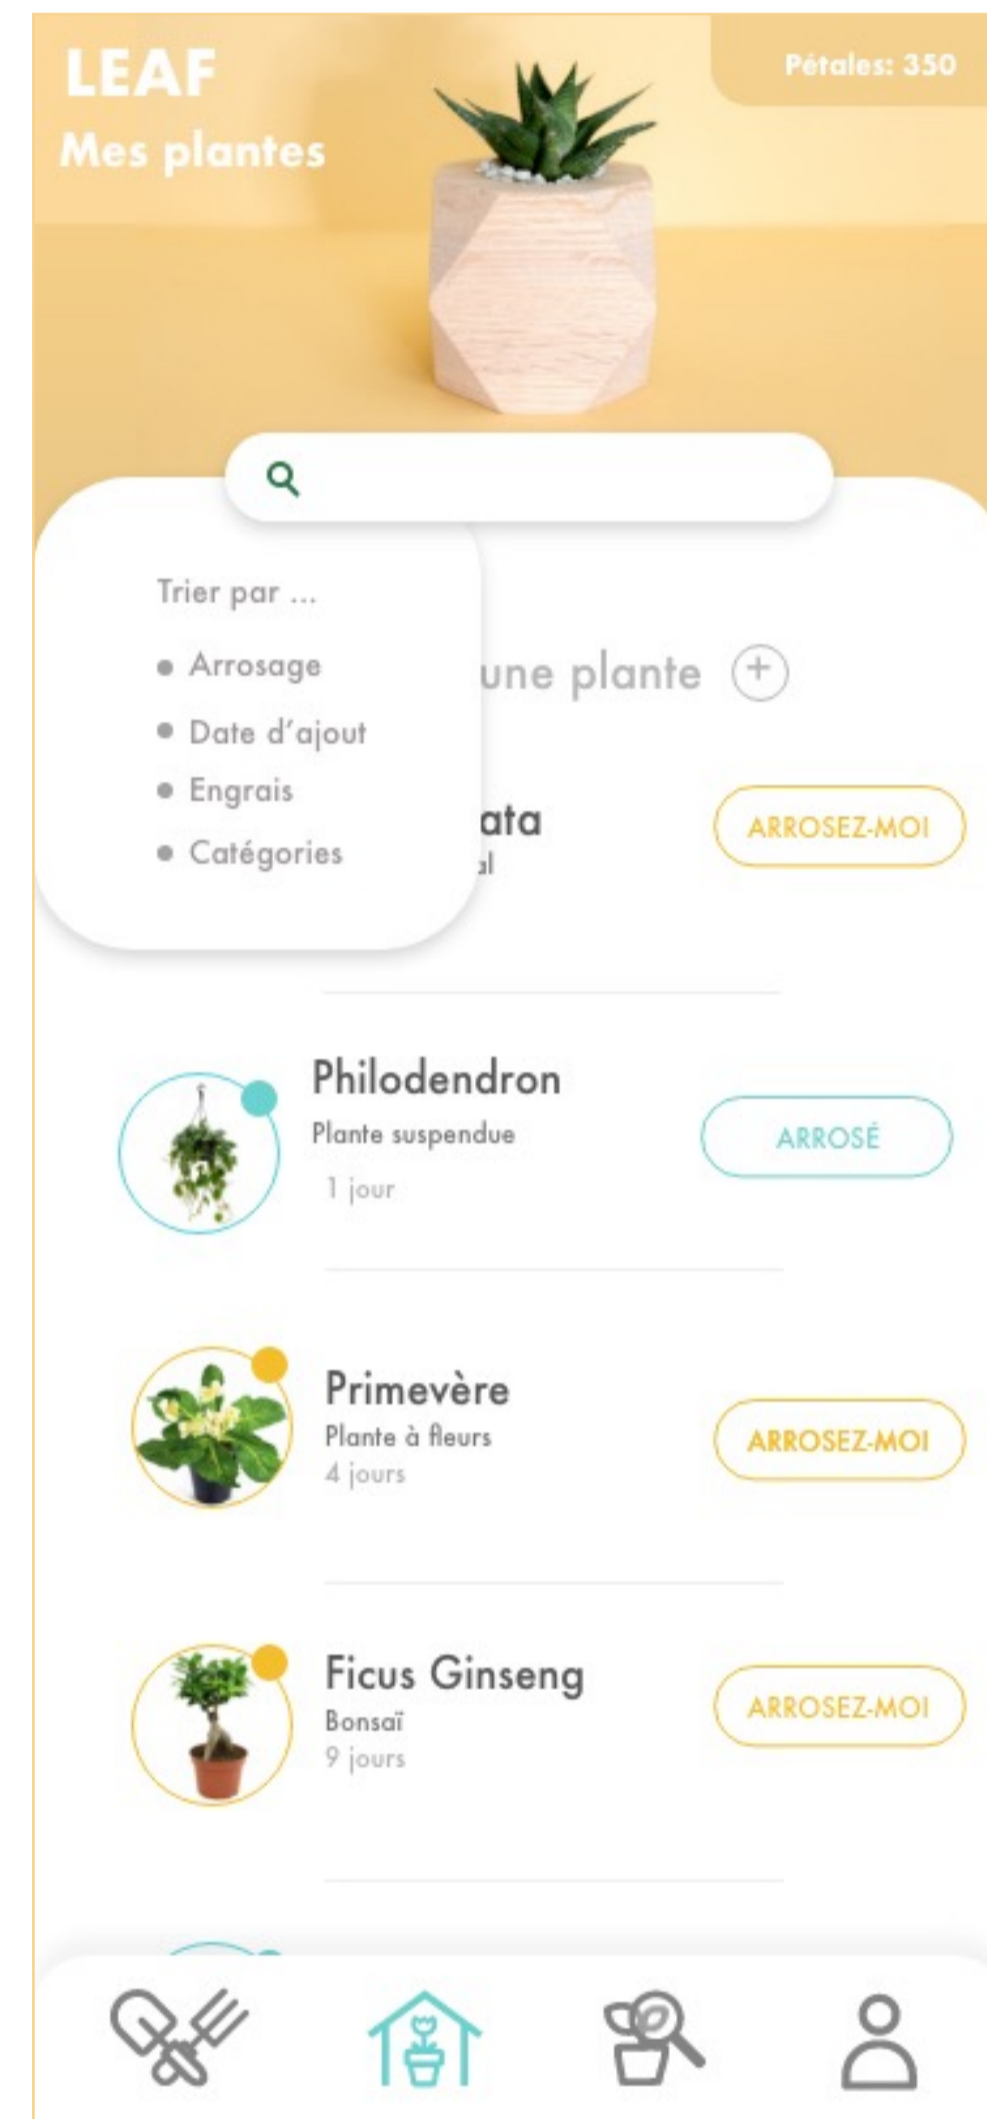 LEAF
Pétales: 350
Mes plantes
Trier par ...
Arrosage
Date d'ajout
Engrais
Catégories
une plante
ata
al
ARROSEZ-MOI
Philodendron
Plante suspendue
1 jour
ARROSÉ
Primevère
Plante à fleurs
4 jours
ARROSEZ-MOI
Ficus Ginseng
Bonsaï
9 jours
ARROSEZ-MOI